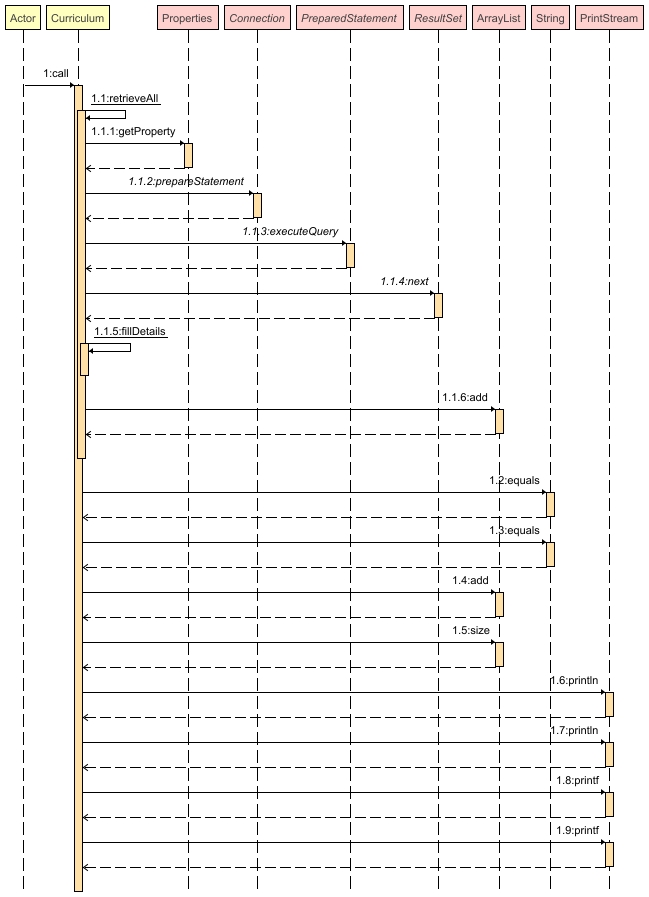 Actor Curriculum Properties Connection PreparedStatement ResultSet ArrayList String PrintStream
1:call
1.1:retrieveAll
1.1.1:getProperty
1.1.2:prepareStatement
1.1.3:executeQuery
1.1.4:next
1.1.5:fillDetails
1.1.6:add
1.2:equals
1.3:equals
1.4:add
1.5:size
1.6:println
1.7:println
1.8:printf
1.9:printf